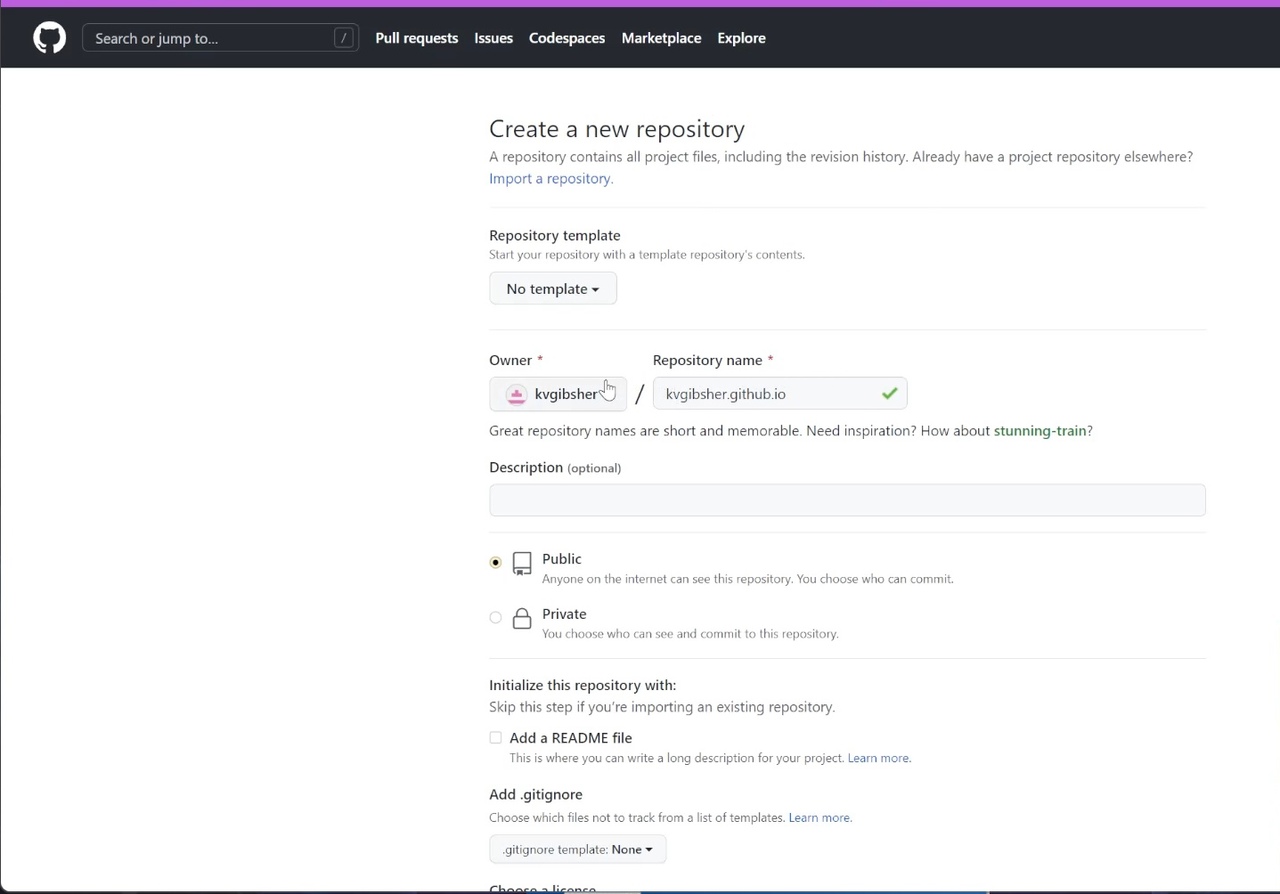 Search or jump to... /
Pull requests Issues Codespaces Marketplace Explore
Create a new repository
A repository contains all project files, including the revision history. Already have a project repository elsewhere?
Import a repository.
Repository template
Start your repository with a template repository's contents.
No template
Owner * Repository name *
kvgibsher / kvgibsher.github.io
Great repository names are short and memorable. Need inspiration? How about stunning-train?
Description (optional)
Public
Anyone on the internet can see this repository. You choose who can commit.
Private
You choose who can see and commit to this repository.
Initialize this repository with:
Skip this step if you're importing an existing repository.
Add a README file
This is where you can write a long description for your project. Learn more.
Add .gitignore
Choose which files not to track from a list of templates. Learn more.
.gitignore template: None
Choose a license